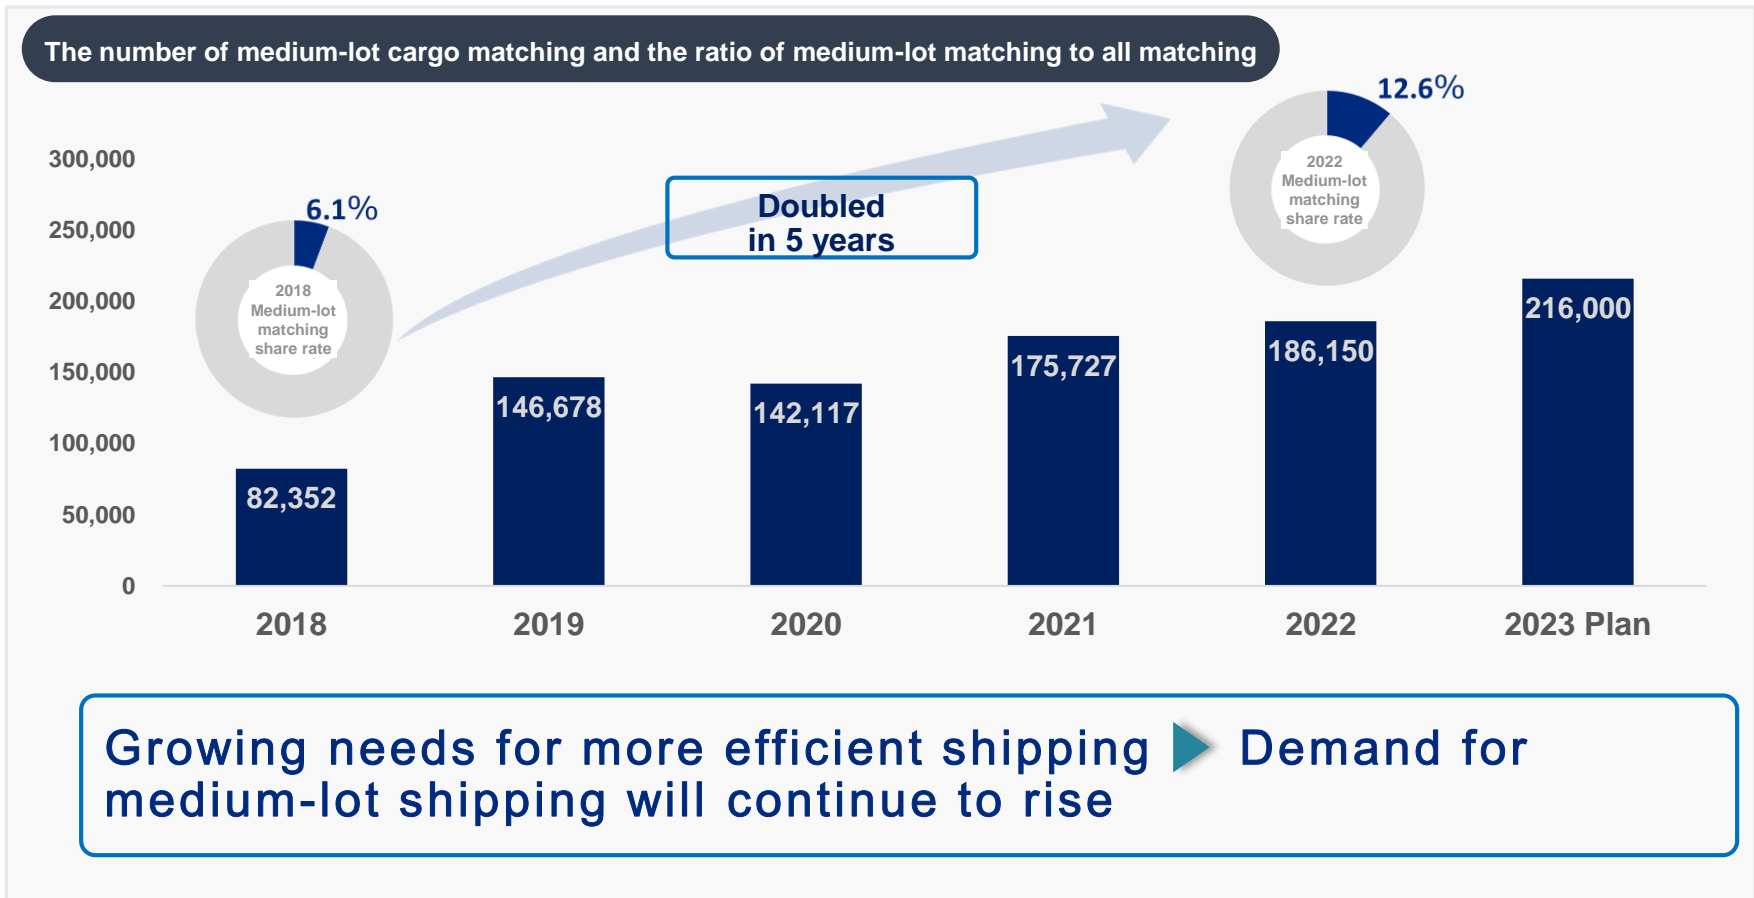 The number of medium-lot cargo matching and the ratio of medium-lot matching to all matching
12.6%
6.1%
Doubled
in 5 years
2022
Medium-lot
matching
share rate
2018
Medium-lot
matching
share rate
300,000
250,000
200,000
150,000
100,000
50,000
0
82,352
146,678
142,117
175,727
186,150
216,000
2018
2019
2020
2021
2022
2023 Plan
Growing needs for more efficient shipping Demand for
medium-lot shipping will continue to rise